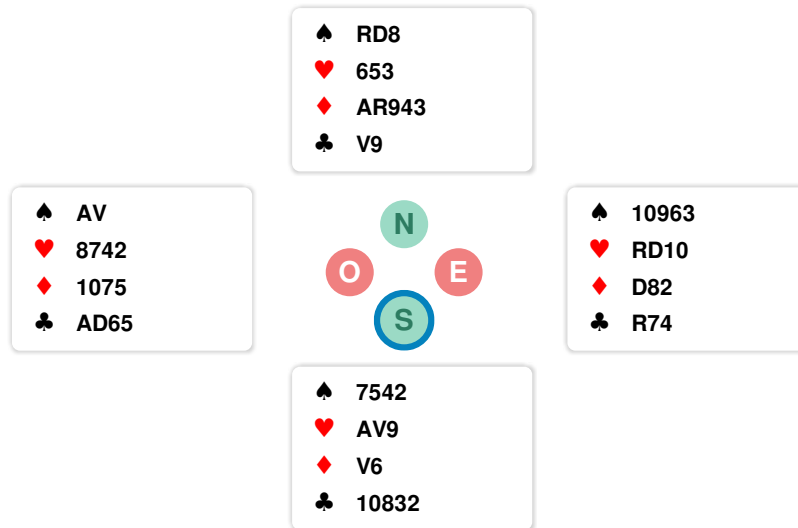 ♠ RD8
♥ 653
♦ AR943
♣ V9
♠ AV
♥ 8742
♦ 1075
♣ AD65
N
O E
S
♠ 10963
♥ RD10
♦ D82
♣ R74
♠ 7542
♥ AV9
♦ V6
♣ 10832